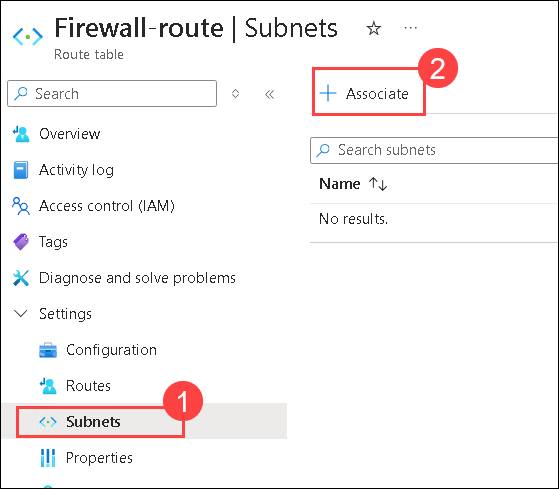 Firewall-route | Subnets
Route table
2
Search
Associate
Overview
Search subnets
Activity log
Name
Access control (IAM)
No results.
Tags
Diagnose and solve problems
Settings
Configuration
Routes
1
Subnets
Properties